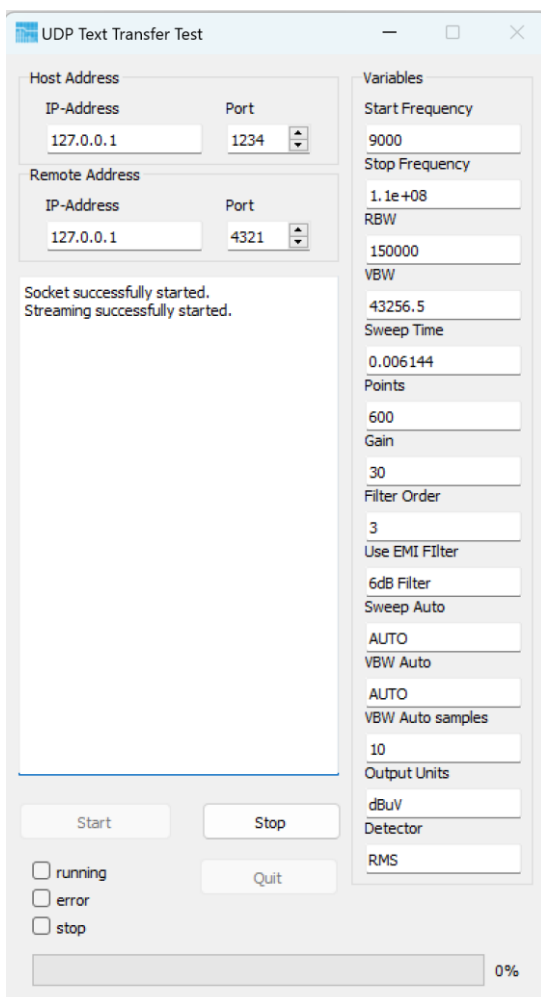 UDP Text Transfer Test
Host Address
IP-Address Port
127.0.0.1 1234
Remote Address
IP-Address Port
127.0.0.1 4321
Socket successfully started.
Streaming successfully started.
Start Stop
running
Quit
error
stop
0%
Variables
Start Frequency
9000
Stop Frequency
1.1e+08
RBW
150000
VBW
43256.5
Sweep Time
0.006144
Points
600
Gain
30
Filter Order
3
Use EMI FIlter
6dB Filter
Sweep Auto
AUTO
VBW Auto
AUTO
VBW Auto samples
10
Output Units
dBuV
Detector
RMS